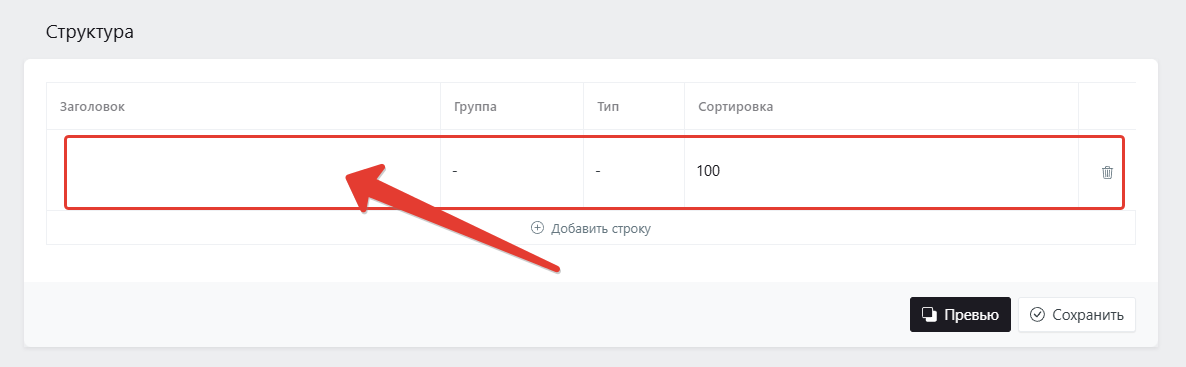 Структура
Заголовок Группа Тип Сортировка
- - 100
Добавить строку
Превью Сохранить